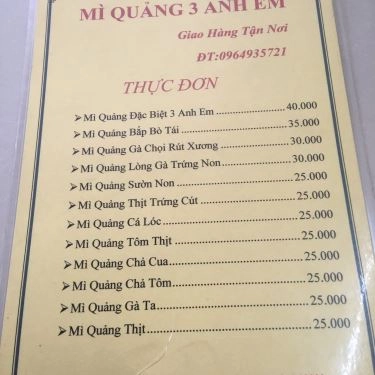 MÌ QUẢNG 3 ANH EM
Giao Hàng Tận Nơi
ĐT:0964935721
THỰC ĐƠN
➢Mì Quảng Đặc Biệt 3 Anh Em ........ 40.000
➢Mì Quảng Bắp Bò Tái ........ 35.000
➢Mì Quảng Gà Chọi Rút Xương ........ 30.000
➢Mì Quảng Lòng Gà Trứng Non ........ 30.000
➢Mì Quảng Sườn Non ........ 25.000
➢Mì Quảng Thịt Trứng Cút ........ 25.000
➢Mì Quảng Cá Lóc ........ 25.000
➢Mì Quảng Tôm Thịt ........ 25.000
➢Mì Quảng Chả Cua ........ 25.000
➢Mì Quảng Chả Tôm ........ 25.000
➢Mì Quảng Gà Ta ........ 25.000
➢Mì Quảng Thịt ........ 25.000